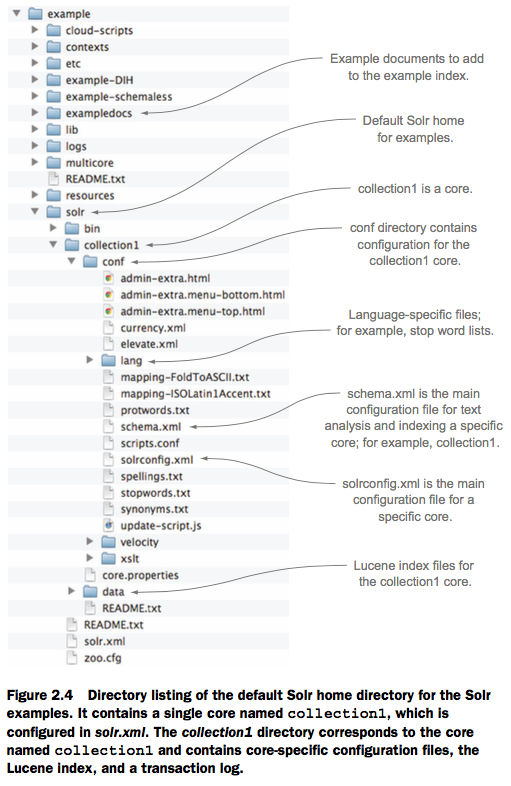 example
cloud-scripts
contexts
etc
example-DIH
example-schemaless
exampledocs
lib
logs
multicore
README.txt
resources
solr
bin
collection1
conf
admin-extra.html
admin-extra.menu-bottom.html
admin-extra.menu-top.html
currency.xml
elevate.xml
lang
mapping-FoldToASCII.txt
mapping-ISOLatin1Accent.txt
protwords.txt
schema.xml
scripts.conf
solrconfig.xml
spellings.txt
stopwords.txt
synonyms.txt
update-script.js
velocity
xslt
core.properties
data
README.txt
README.txt
solr.xml
zoo.cfg
Example documents to add
to the example index.
Default Solr home
for examples.
collection1 is a core.
conf directory contains
configuration for the
collection1 core.
Language-specific files;
for example, stop word lists.
schema.xml is the main
configuration file for text
analysis and indexing a specific
core; for example, collection1.
solrconfig.xml is the main
configuration file for a
specific core.
Lucene index files for
the collection1 core.
Figure 2.4 Directory listing of the default Solr home directory for the Solr
examples. It contains a single core named collection1, which is
configured in solr.xml. The collection1 directory corresponds to the core
named collection1 and contains core-specific configuration files, the
Lucene index, and a transaction log.